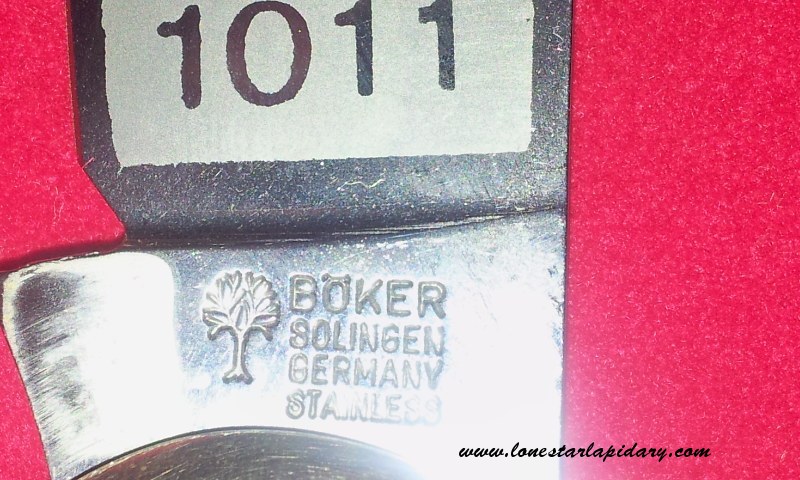 1011
BÖKER
SOLINGEN
GERMANY
STAINLESS
www.lonestarlapidary.com